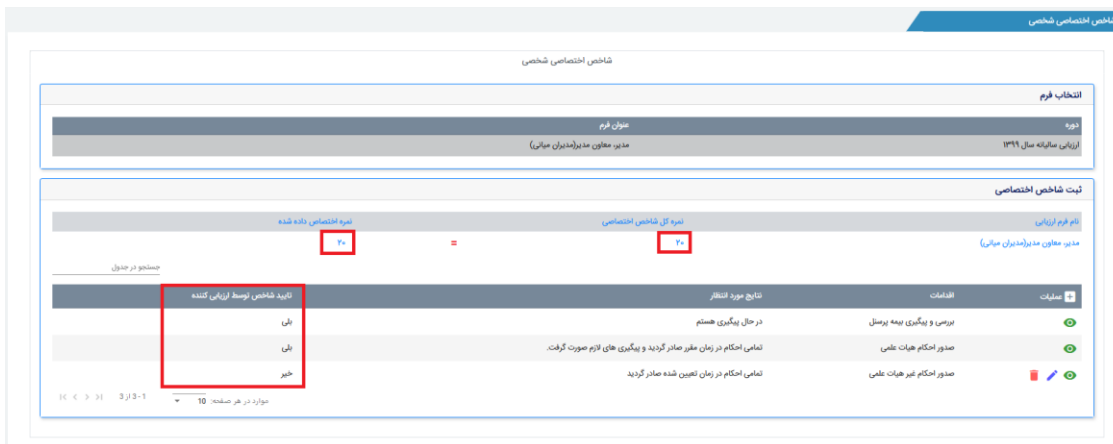 شاخص اختصاصی شخصی
شاخص اختصاصی شخصی
انتخاب فرم
دوره عنوان فرم
ارزیابی سالیانه سال ۱۳۹۹ مدیر، معاون مدیر(مدیران میانی)
ثبت شاخص اختصاصی
نام فرم ارزیابی نمره کل شاخص اختصاصی نمره اختصاص داده شده
مدیر، معاون مدیر(مدیران میانی) ۲۰ = ۲۰
جستجو در جدول
عملیات اقدامات نتایج مورد انتظار تایید شاخص توسط ارزیابی کننده
بررسی و پیگیری بیمه پرسنل در حال پیگیری هستم بلی
صدور احکام هیات علمی تمامی احکام در زمان مقرر صادر گردید و پیگیری های لازم صورت گرفت. بلی
صدور احکام غیر هیات علمی تمامی احکام در زمان تعیین شده صادر گردید خیر
موارد در هر صفحه: 10 1-3 از 3